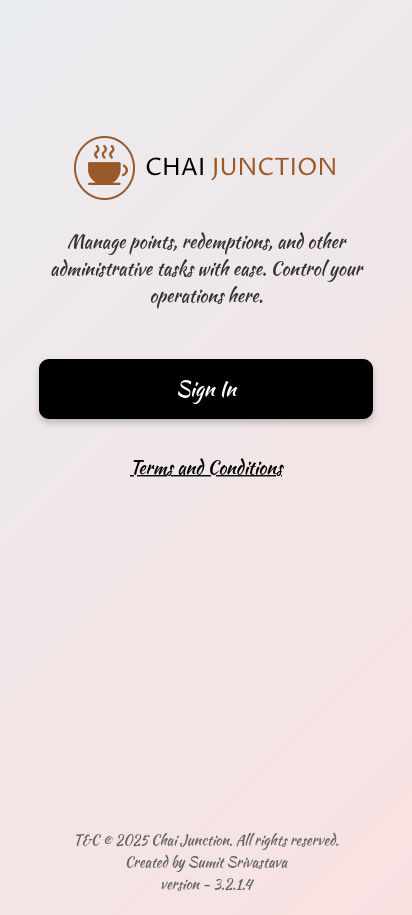 CHAI JUNCTION
Manage points, redemptions, and other
administrative tasks with ease. Control your
operations here.
Sign In
Terms and Conditions
T&C © 2025 Chai Junction. All rights reserved.
Created by Sumit Srivastava
version - 3.2.1.4